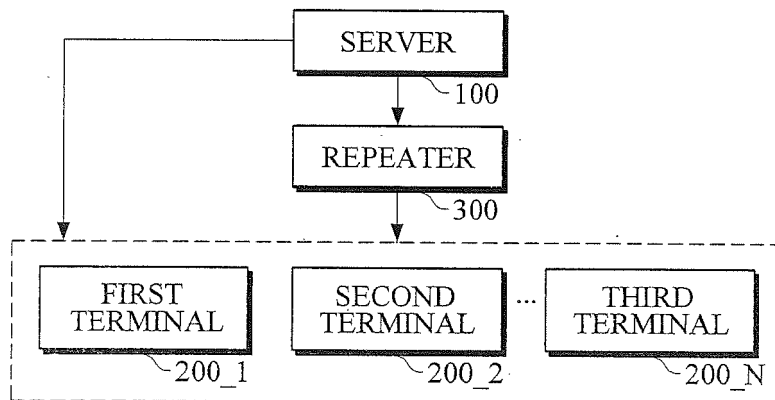 SERVER
100
REPEATER
300
FIRST
TERMINAL
200_1
SECOND
TERMINAL
200_2
...
THIRD
TERMINAL
200_N